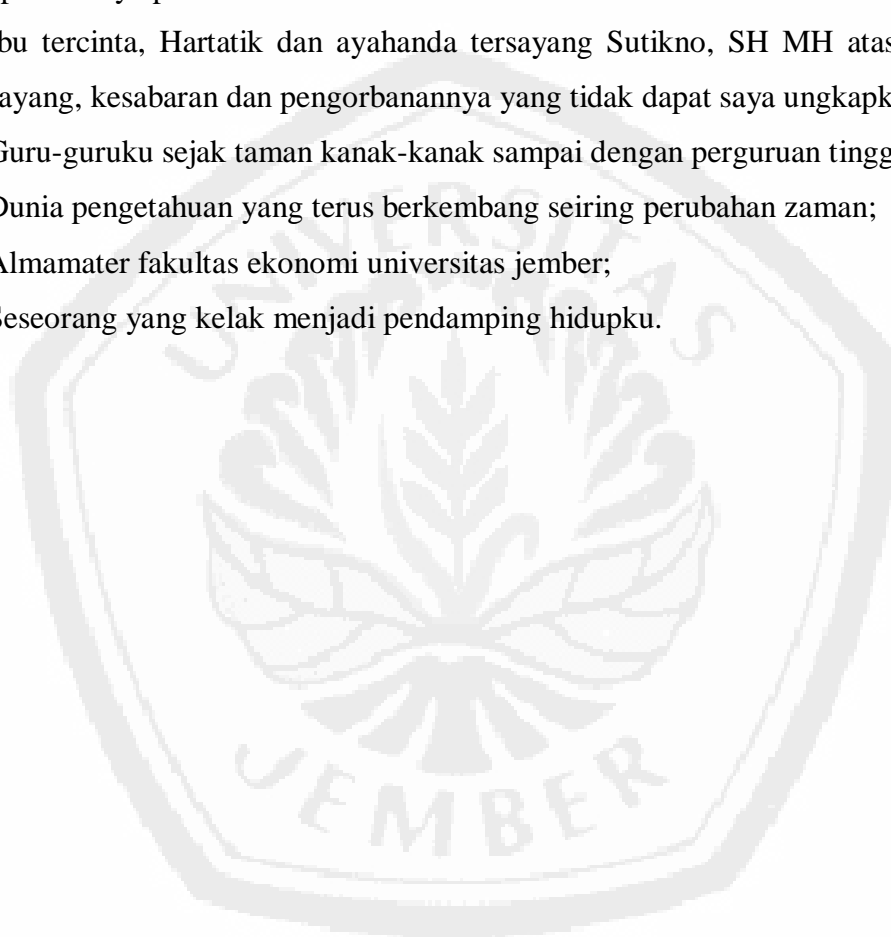 bu tercinta, Hartatik dan ayahanda tersayang Sutikno, SH MH atas
ayang, kesabaran dan pengorbanannya yang tidak dapat saya ungkapk
Guru-guruku sejak taman kanak-kanak sampai dengan perguruan tingg
Dunia pengetahuan yang terus berkembang seiring perubahan zaman;
Almamater fakultas ekonomi universitas jember;
Seseorang yang kelak menjadi pendamping hidupku.
UNIVERSITAS
JEMBER